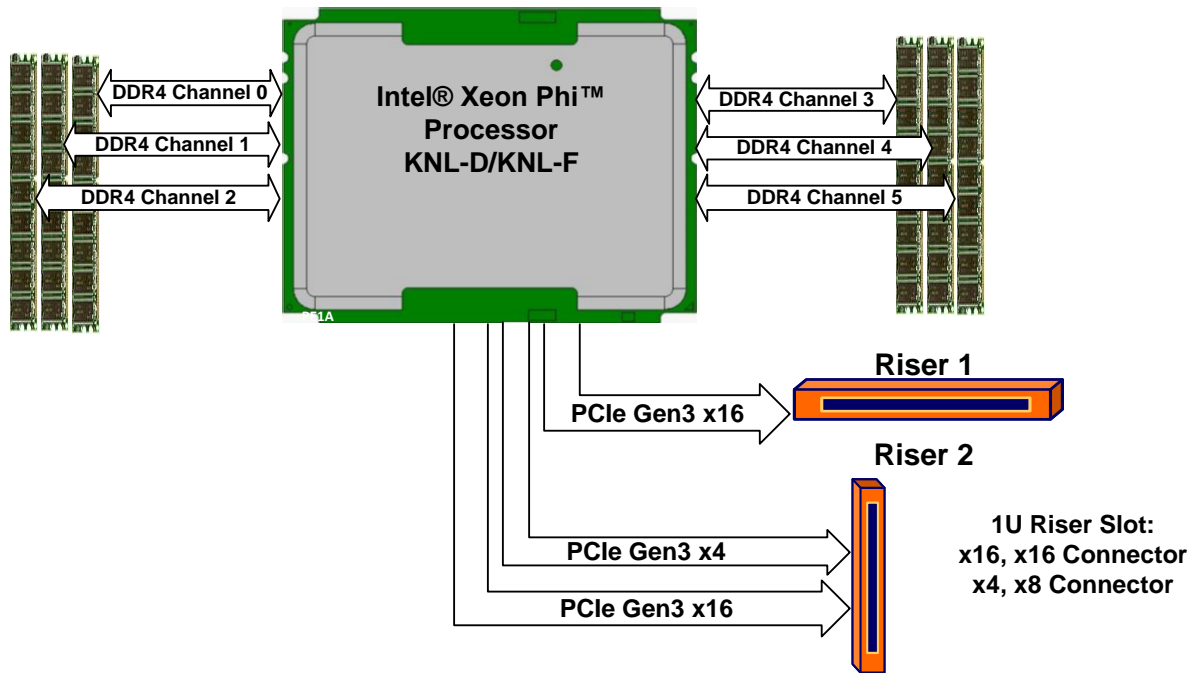 Intel® Xeon Phi™
Processor
KNL-D/KNL-F
DDR4 Channel 0
DDR4 Channel 1
DDR4 Channel 2
DDR4 Channel 3
DDR4 Channel 4
DDR4 Channel 5
Riser 1
PCIe Gen3 x16
Riser 2
PCIe Gen3 x4
PCIe Gen3 x16
1U Riser Slot:
x16, x16 Connector
x4, x8 Connector